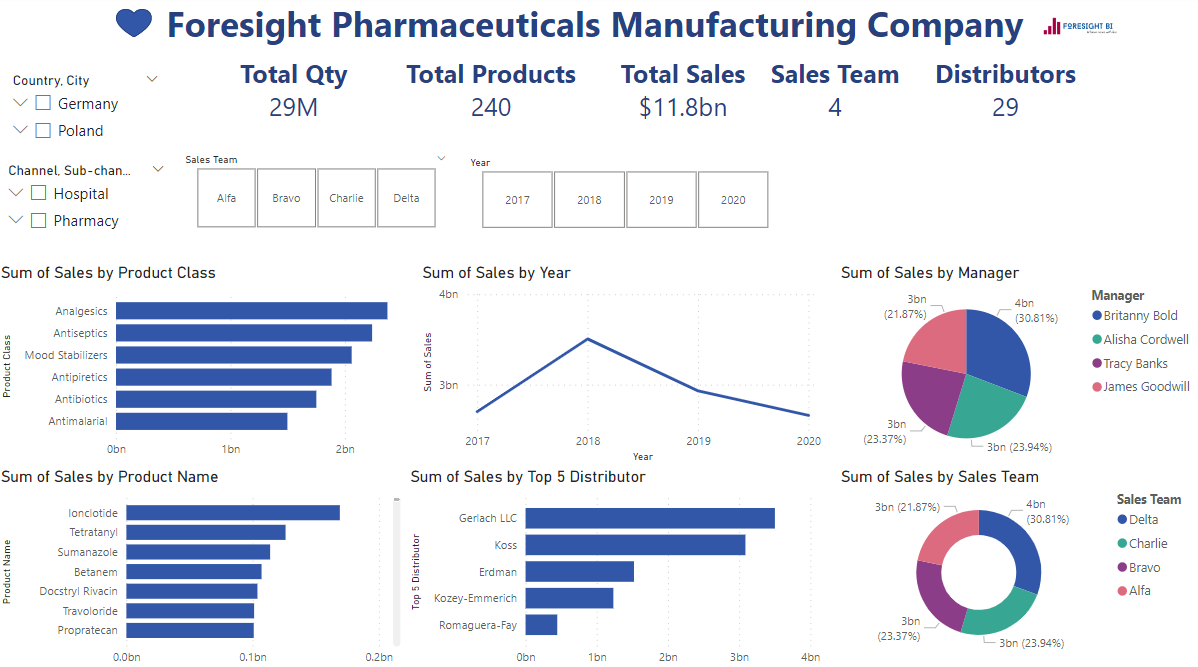 Foresight Pharmaceuticals Manufacturing Company
FORESIGHT BI
Total Qty
29M
Total Products
240
Total Sales
$11.8bn
Sales Team
4
Distributors
29
Country, City
Germany
Poland
Channel, Sub-chan...
Hospital
Pharmacy
Sales Team
Alfa
Bravo
Charlie
Delta
Year
2017
2018
2019
2020
Sum of Sales by Product Class
Product Class
Analgesics
Antiseptics
Mood Stabilizers
Antipiretics
Antibiotics
Antimalarial
0bn
1bn
2bn
Sum of Sales by Year
Sum of Sales
4bn
3bn
2017
2018
2019
2020
Year
Sum of Sales by Manager
3bn
(21.87%)
4bn
(30.81%)
3bn
(23.37%)
3bn (23.94%)
Manager
Britanny Bold
Alisha Cordwell
Tracy Banks
James Goodwill
Sum of Sales by Product Name
Product Name
Ionclotide
Tetratanyl
Sumanazole
Betanem
Docstryl Rivacin
Travoloride
Propratecan
0.0bn
0.1bn
0.2bn
Sum of Sales by Top 5 Distributor
Top 5 Distributor
Gerlach LLC
Koss
Erdman
Kozey-Emmerich
Romaguera-Fay
0bn
1bn
2bn
3bn
4bn
Sum of Sales by Sales Team
3bn (21.87%)
4bn
(30.81%)
3bn
(23.37%)
3bn (23.94%)
Sales Team
Delta
Charlie
Bravo
Alfa